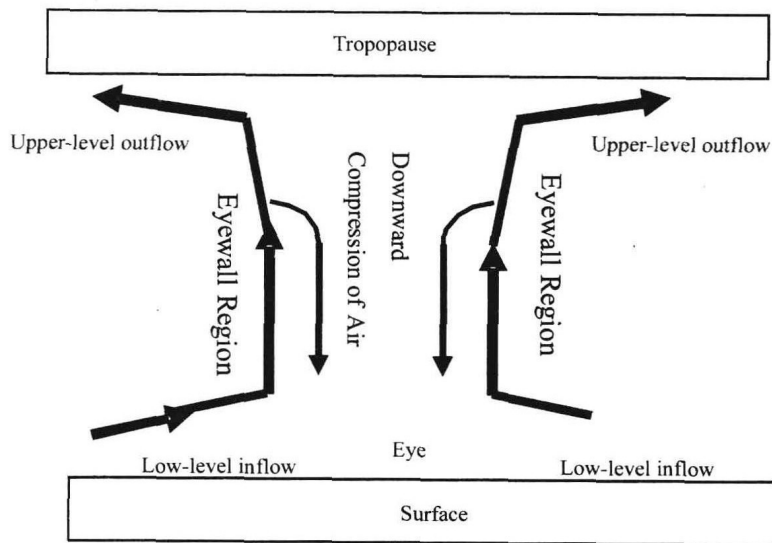 Tropopause
Upper-level outflow
Upper-level outflow
Eyewall Region
Downward
Compression of Air
Eyewall Region
Eye
Low-level inflow
Low-level inflow
Surface